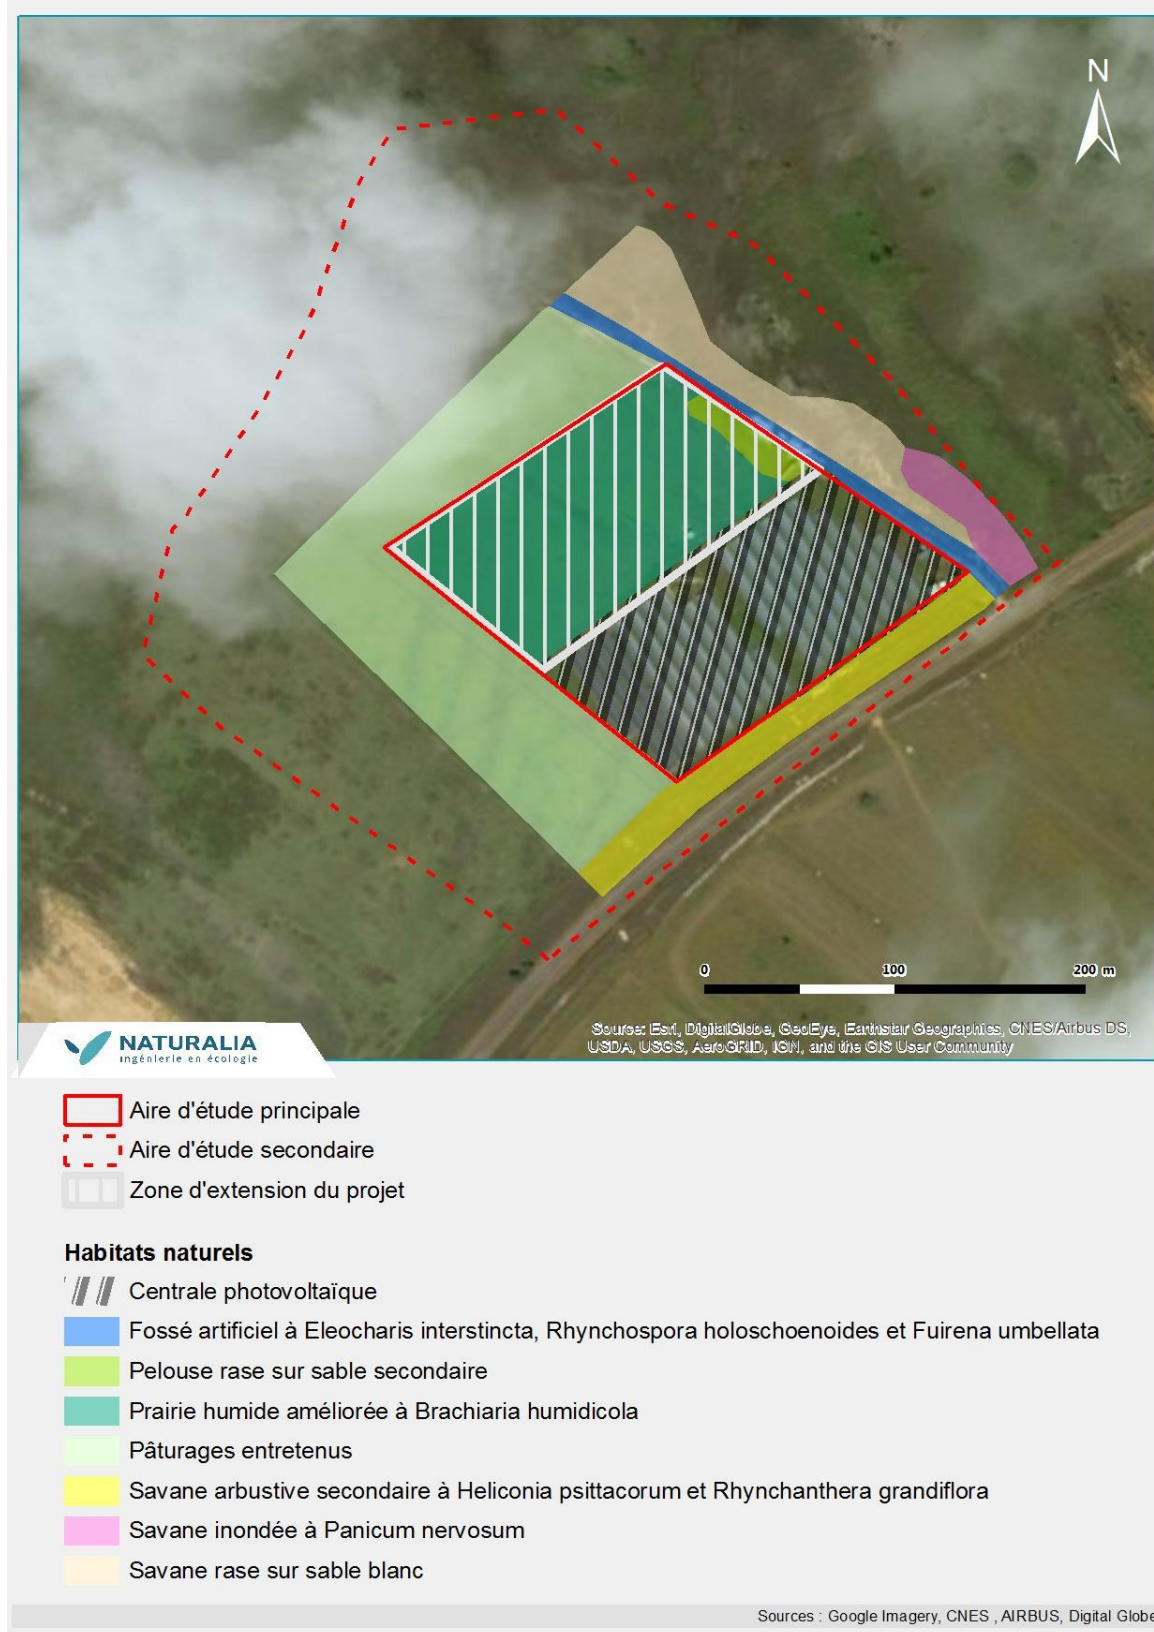 N
0 100 200 m
Source: Esri, DigitalGlobe, GeoEye, Earthstar Geographics, CNES/Airbus DS,
USDA, USGS, AeroGRID, IGN, and the GIS User Community
NATURALIA
Ingénierie en écologie
Aire d'étude principale
Aire d'étude secondaire
Zone d'extension du projet
Habitats naturels
Centrale photovoltaïque
Fossé artificiel à Eleocharis interstincta, Rhynchospora holoschoenoides et Fuirena umbellata
Pelouse rase sur sable secondaire
Prairie humide améliorée à Brachiaria humidicola
Pâturages entretenus
Savane arbustive secondaire à Heliconia psittacorum et Rhynchanthera grandiflora
Savane inondée à Panicum nervosum
Savane rase sur sable blanc
Sources : Google Imagery, CNES , AIRBUS, Digital Globe